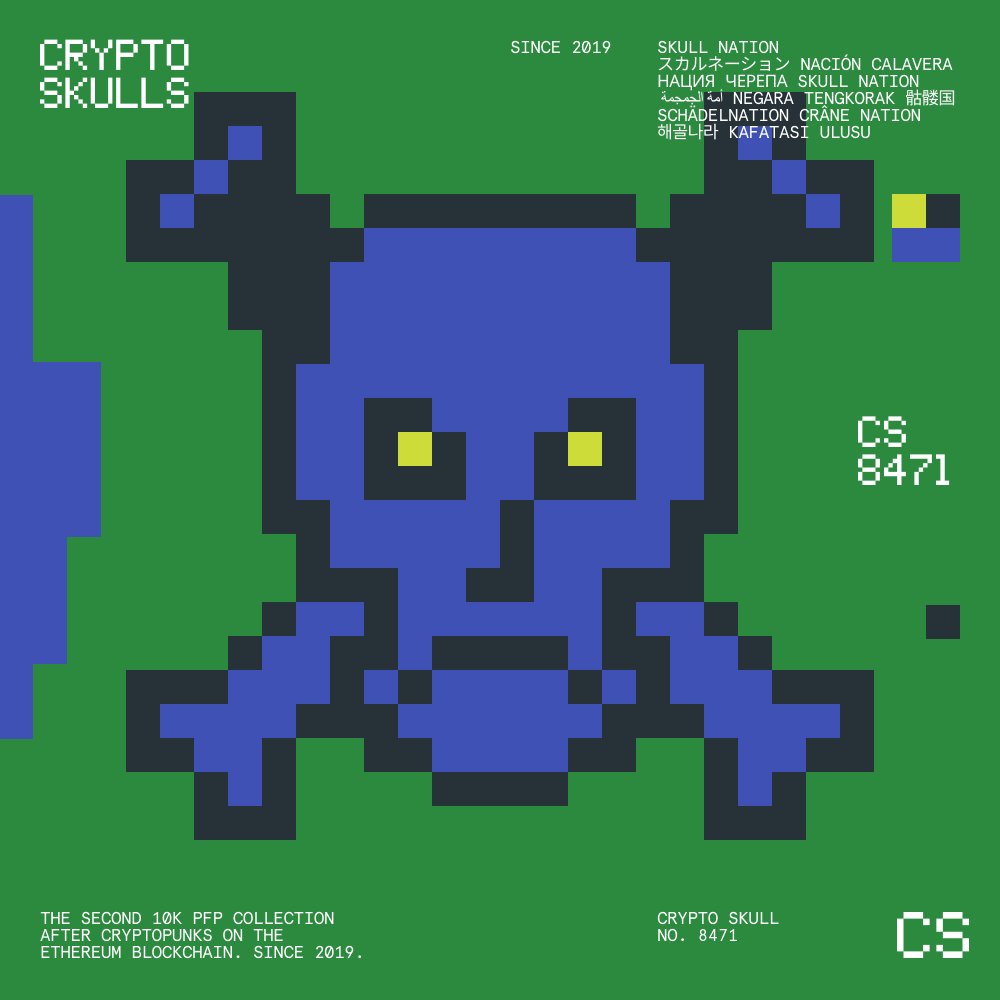 CRYPTO
SKULLS
SINCE 2019
SKULL NATION
スカルネーション NACIÓN CALAVERA
НАЦИЯ ЧЕРЕПА SKULL NATION
أمة الجمجمة NEGARA TENGKORAK 骷髅国
SCHÄDELNATION CRÂNE NATION
해골나라 KAFATASI ULUSU
CS
8471
THE SECOND 10K PFP COLLECTION
AFTER CRYPTOPUNKS ON THE
ETHEREUM BLOCKCHAIN. SINCE 2019.
CRYPTO SKULL
NO. 8471
CS